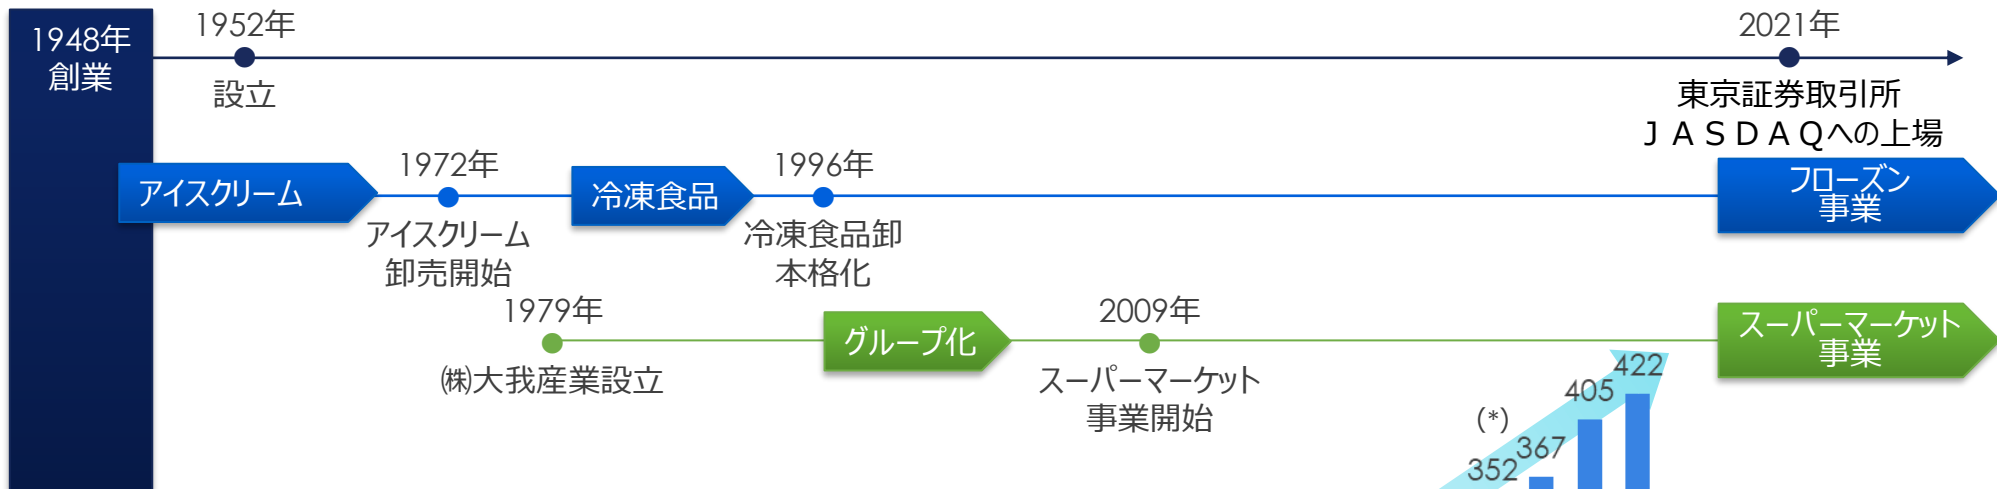 1948年
創業
1952年
設立
2021年
東京証券取引所
ＪＡＳＤＡＱへの上場
アイスクリーム
1972年
アイスクリーム
卸売開始
冷凍食品
1996年
冷凍食品卸
本格化
フローズン
事業
1979年
㈱大我産業設立
グループ化
2009年
スーパーマーケット
事業開始
スーパーマーケット
事業
(*)
352
367
405
422